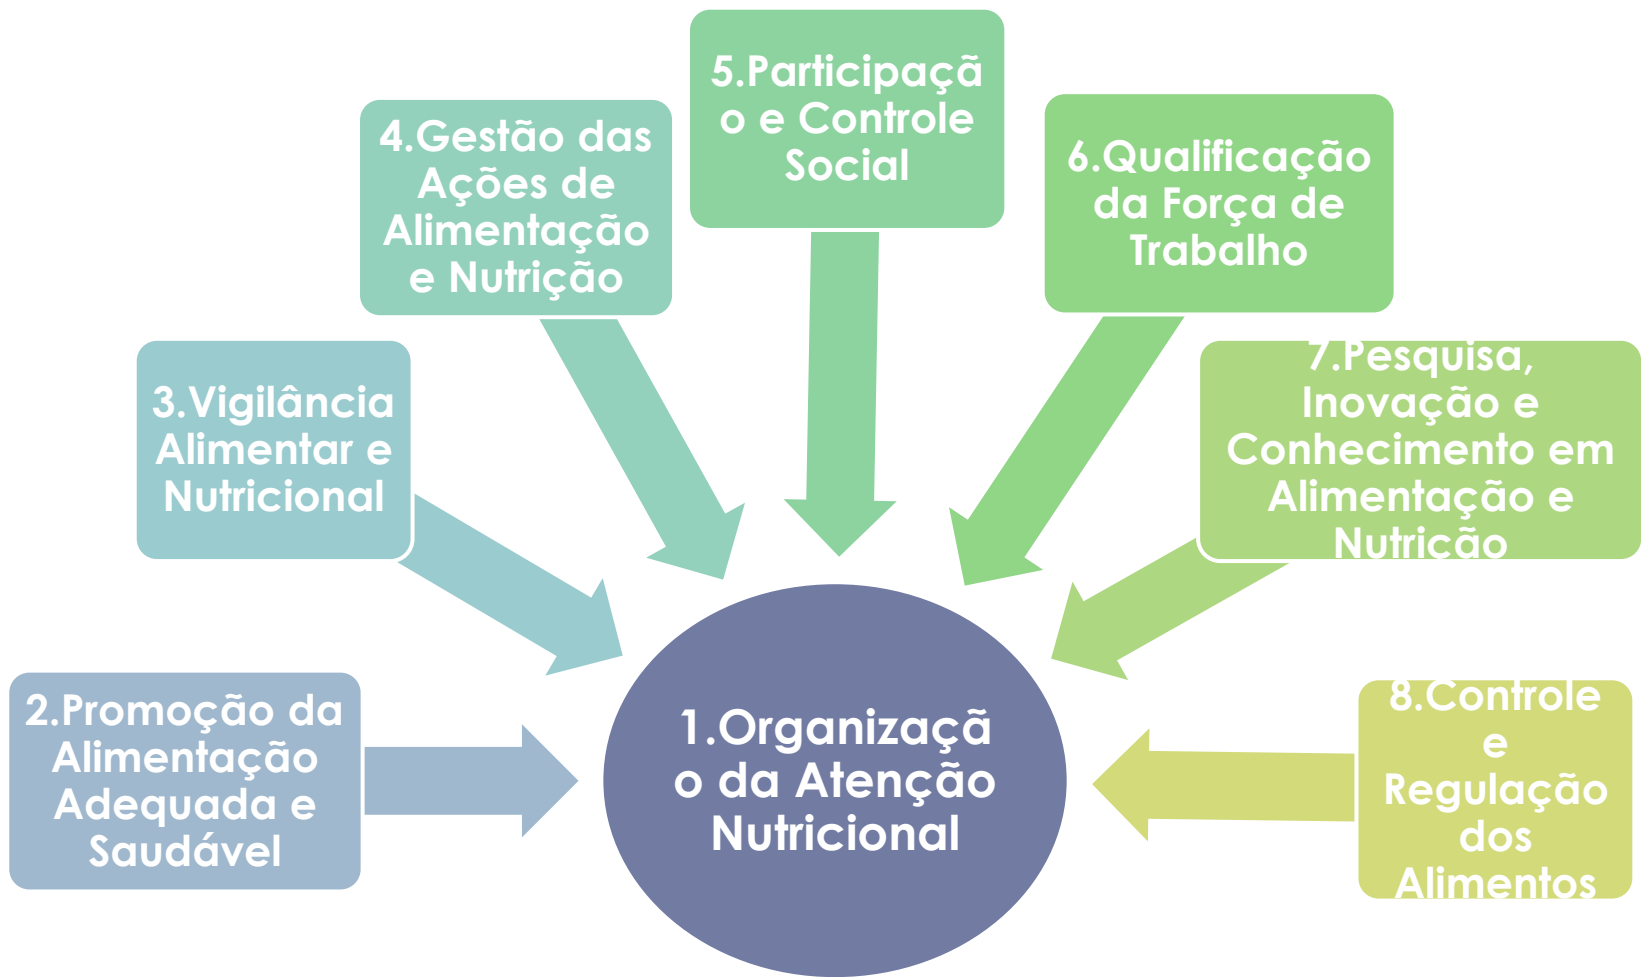 5.Participaçã
o e Controle
Social
4.Gestão das
Ações de
Alimentação
e Nutrição
6.Qualificação
da Força de
Trabalho
3.Vigilância
Alimentar e
Nutricional
7.Pesquisa,
Inovação e
Conhecimento em
Alimentação e
Nutrição
2.Promoção da
Alimentação
Adequada e
Saudável
1.Organizaçã
o da Atenção
Nutricional
8.Controle
e
Regulação
dos
Alimentos